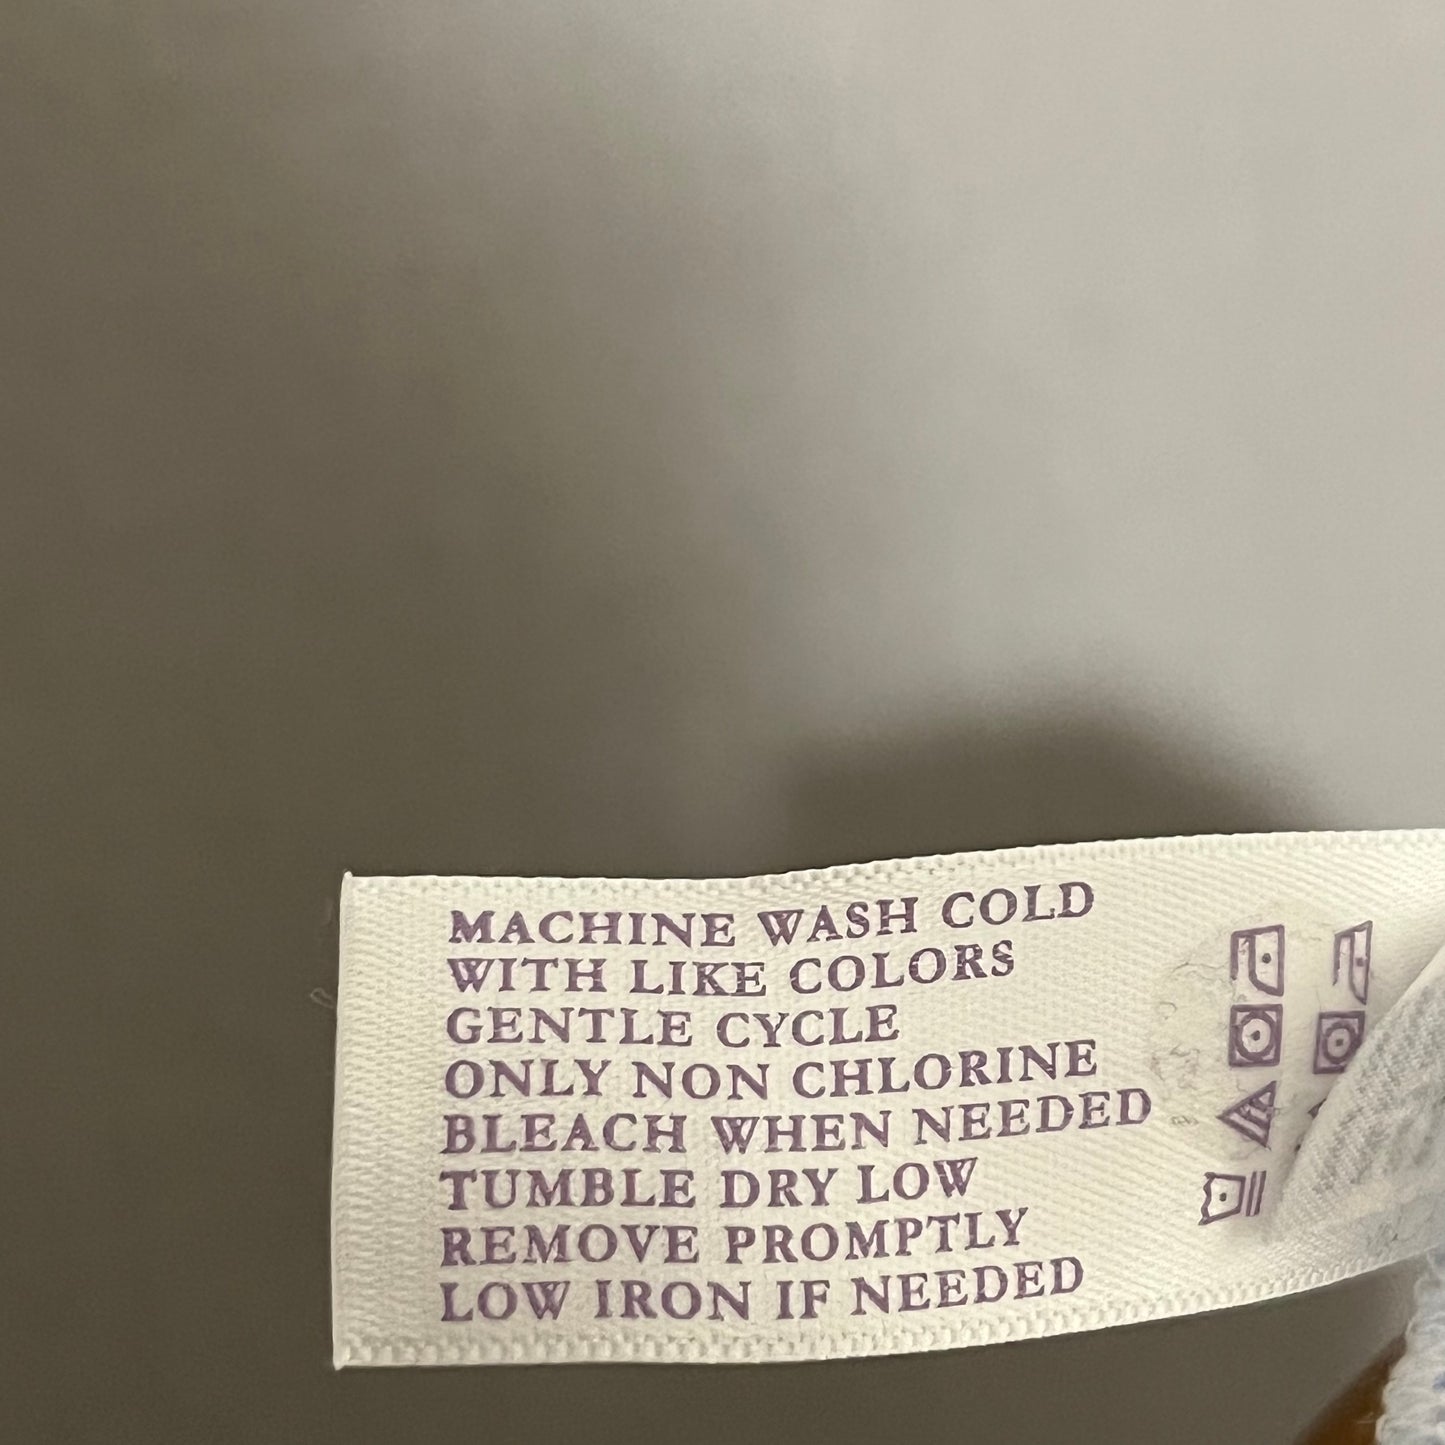 MACHINE WASH COLD
WITH LIKE COLORS
GENTLE CYCLE
ONLY NON CHLORINE
BLEACH WHEN NEEDED
TUMBLE DRY LOW
REMOVE PROMPTLY
LOW IRON IF NEEDED